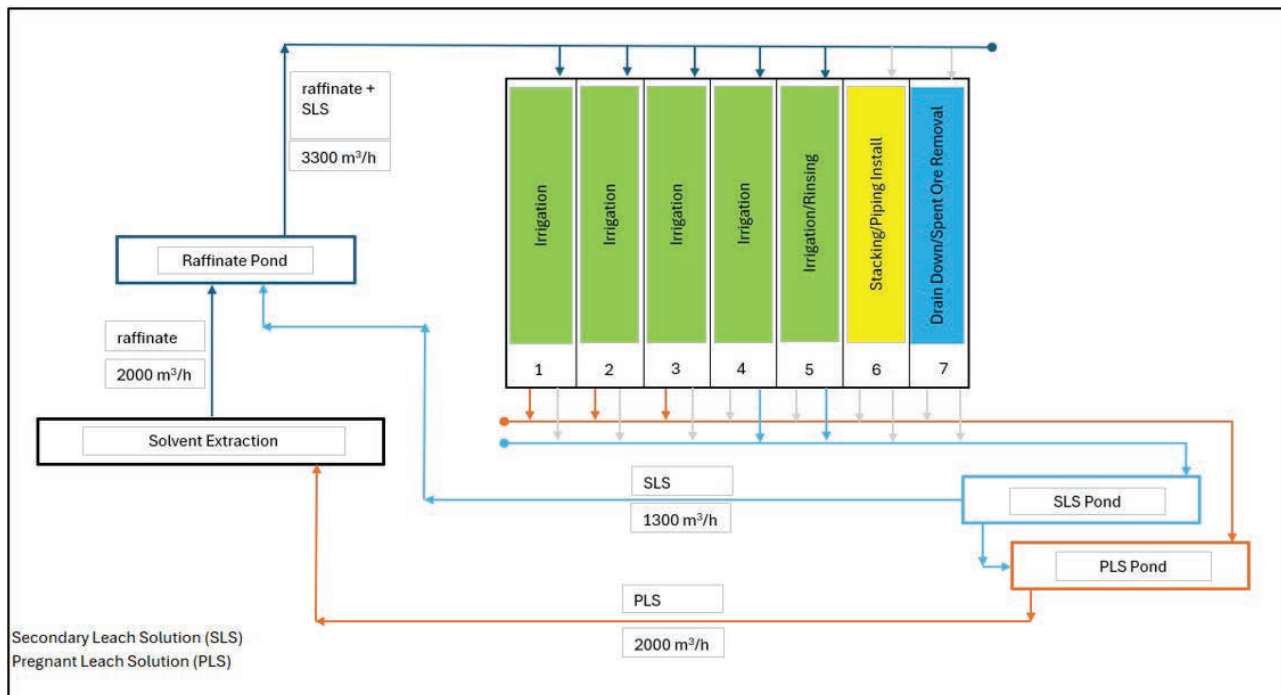 raffinate +
SLS
3300 m³/h
Raffinate Pond
raffinate
2000 m³/h
Solvent Extraction
Irrigation
Irrigation
Irrigation
Irrigation
Irrigation/Rinsing
Stacking/Piping Install
Drain Down/Spent Ore Removal
1
2
3
4
5
6
7
SLS
1300 m³/h
SLS Pond
PLS Pond
PLS
2000 m³/h
Secondary Leach Solution (SLS)
Pregnant Leach Solution (PLS)